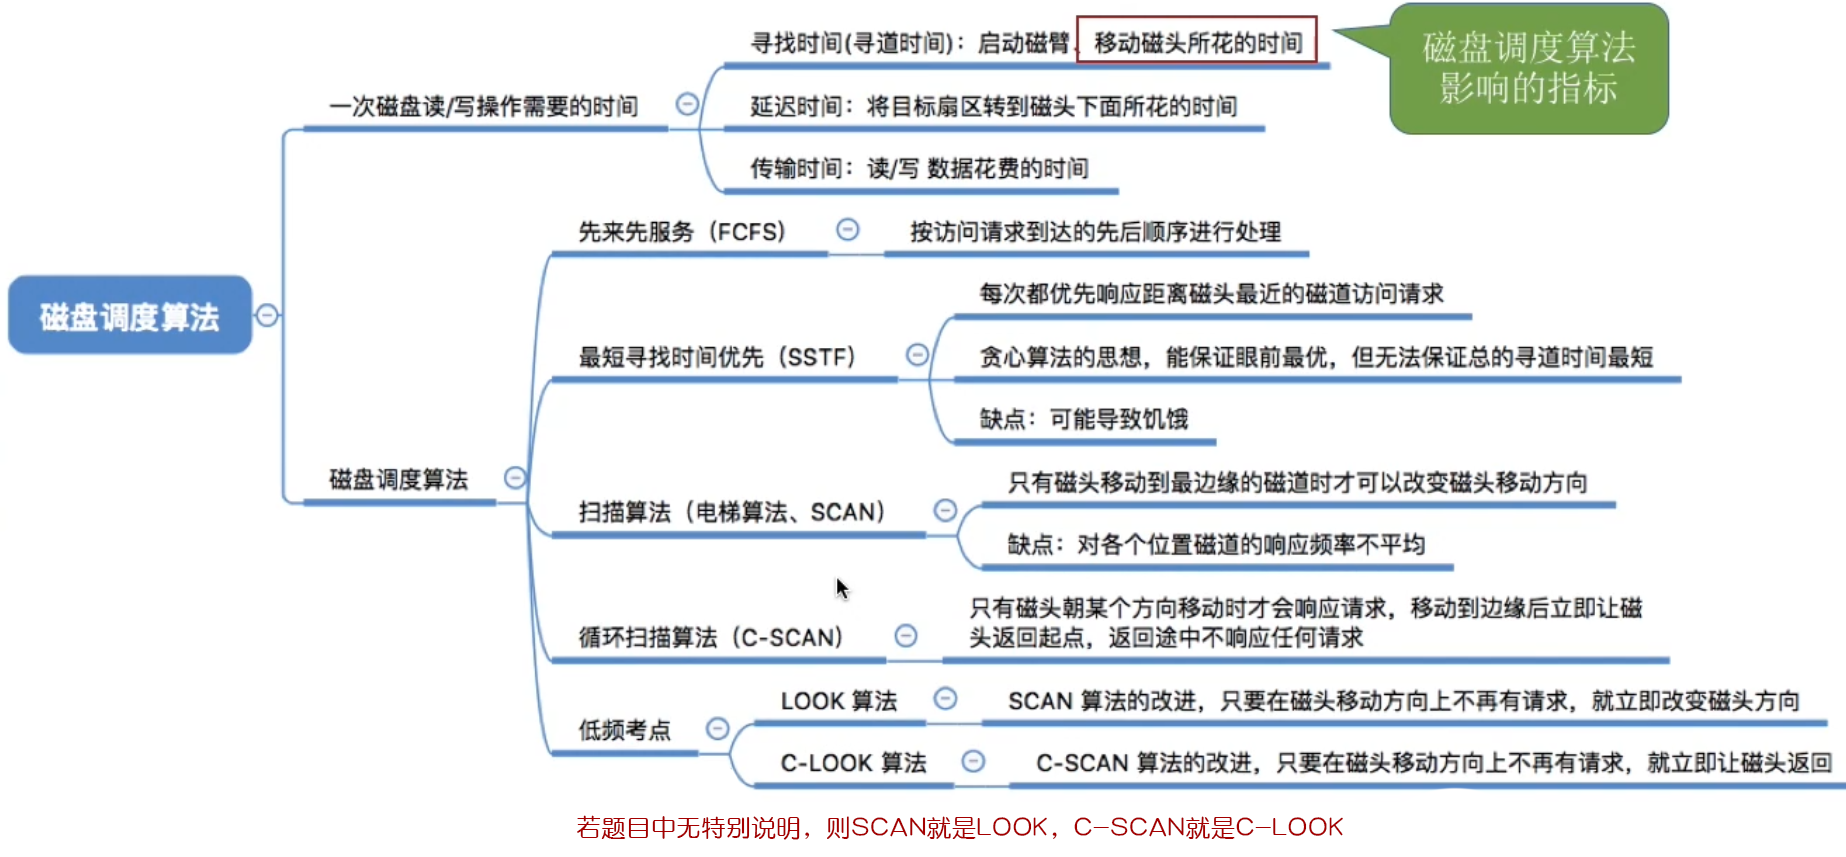 寻找时间(寻道时间)：启动磁臂、移动磁头所花的时间
磁盘调度算法
影响的指标
一次磁盘读/写操作需要的时间
延迟时间：将目标扇区转到磁头下面所花的时间
传输时间：读/写 数据花费的时间
磁盘调度算法
先来先服务（FCFS）
按访问请求到达的先后顺序进行处理
每次都优先响应距离磁头最近的磁道访问请求
最短寻找时间优先（SSTF）
贪心算法的思想，能保证眼前最优，但无法保证总的寻道时间最短
缺点：可能导致饥饿
磁盘调度算法
只有磁头移动到最边缘的磁道时才可以改变磁头移动方向
扫描算法（电梯算法、SCAN）
缺点：对各个位置磁道的响应频率不平均
循环扫描算法（C-SCAN）
只有磁头朝某个方向移动时才会响应请求，移动到边缘后立即让磁
头返回起点，返回途中不响应任何请求
低频考点
LOOK 算法
SCAN 算法的改进，只要在磁头移动方向上不再有请求，就立即改变磁头方向
C-LOOK 算法
C-SCAN 算法的改进，只要在磁头移动方向上不再有请求，就立即让磁头返回
若题目中无特别说明，则SCAN就是LOOK，C-SCAN就是C-LOOK